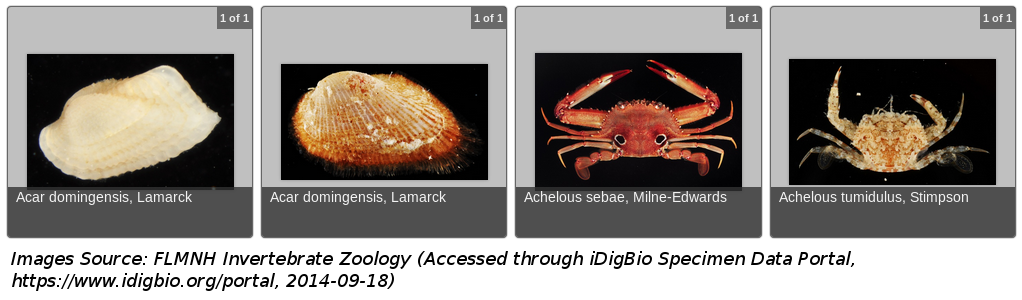 1 of 1
1 of 1
1 of 1
1 of 1
Acar domingensis, Lamarck
Acar domingensis, Lamarck
Achelous sebae, Milne-Edwards
Achelous tumidulus, Stimpson
Images Source: FLMNH Invertebrate Zoology (Accessed through iDigBio Specimen Data Portal,
https://www.idigbio.org/portal, 2014-09-18)